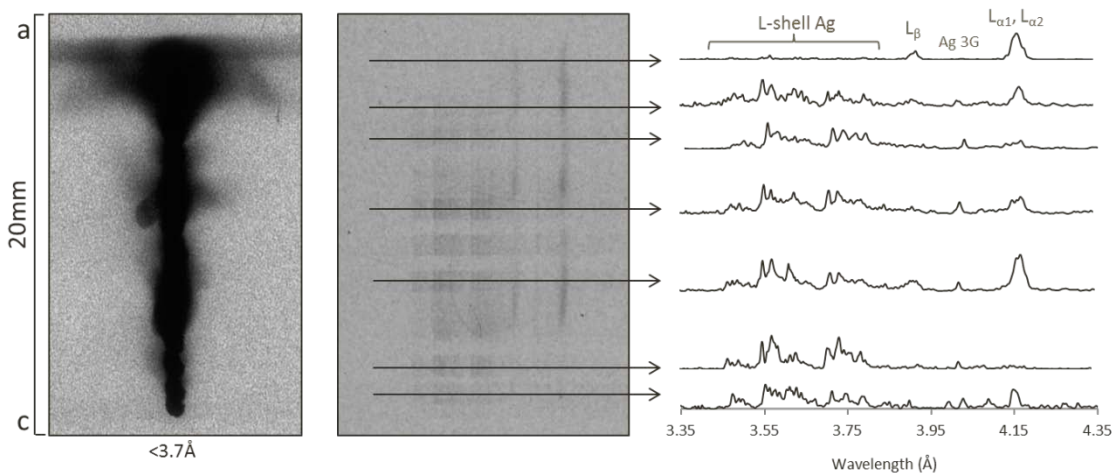 a
20mm
c
<3.7Å
L-shell Ag
Lβ
Ag 3G
Lα1, Lα2
3.35 3.55 3.75 3.95 4.15 4.35
Wavelength (Å)